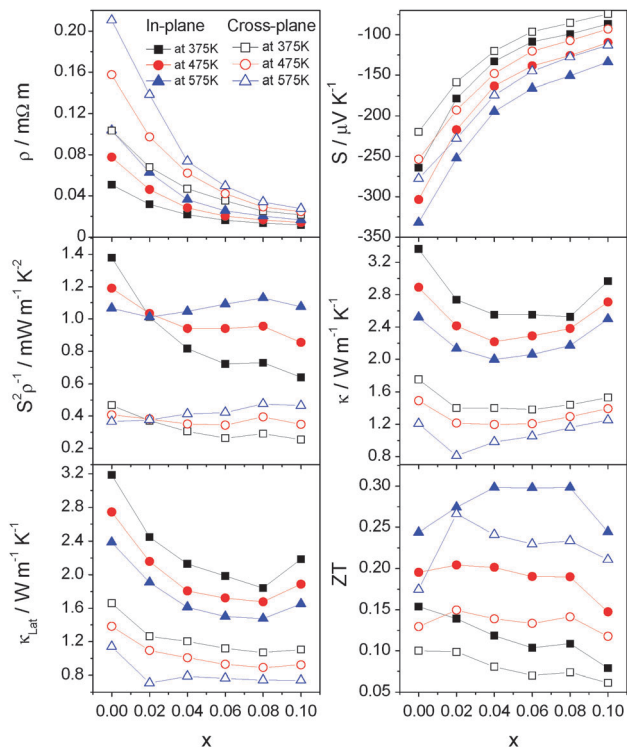 In-plane Cross-plane
at 375K at 375K
at 475K at 475K
at 575K at 575K
0.20
0.16
0.12
0.08
0.04
0
ρ / mΩ m
-50
-100
-150
-200
-250
-300
-350
S / μV K⁻¹
1.4
1.2
1.0
0.8
0.6
0.4
0.2
S²ρ⁻¹ / mW m⁻¹ K⁻²
3.2
2.8
2.4
2.0
1.6
1.2
0.8
κ / W m⁻¹ K⁻¹
3.2
2.8
2.4
2.0
1.6
1.2
0.8
κ_Lat / W m⁻¹ K⁻¹
0.00 0.02 0.04 0.06 0.08 0.10
x
0.30
0.25
0.20
0.15
0.10
0.05
ZT
0.00 0.02 0.04 0.06 0.08 0.10
x